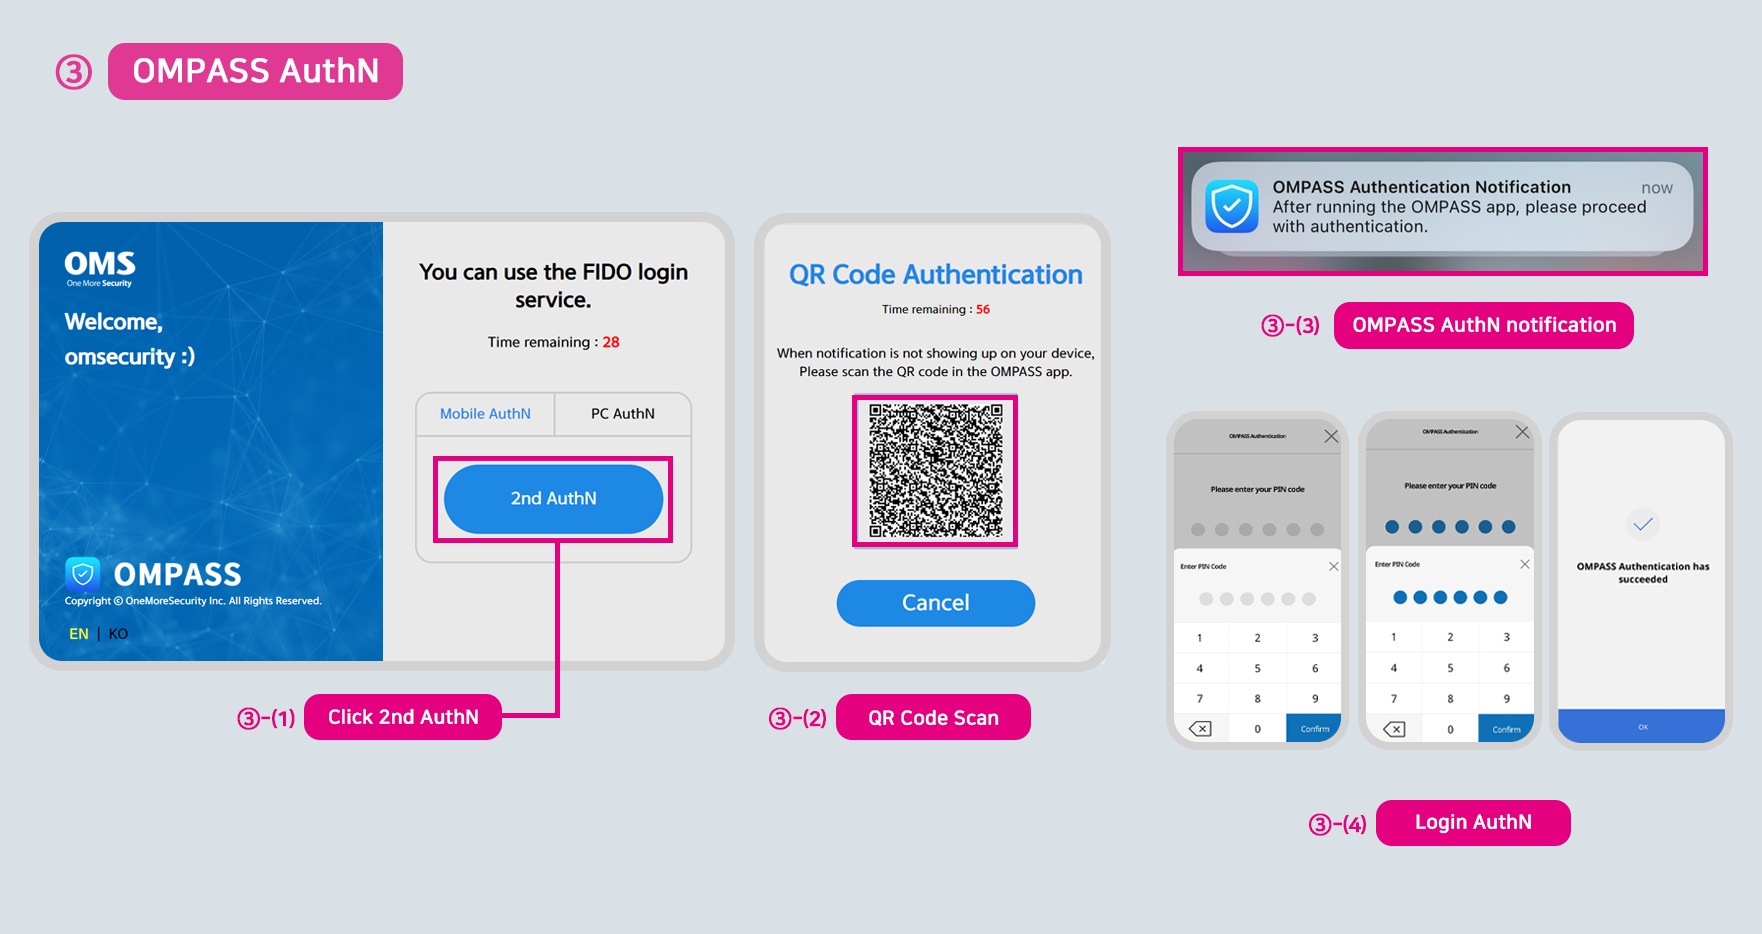 ③ OMPASS AuthN
OMS
One More Security
Welcome,
omsecurity :)
OMPASS
Copyright © OneMoreSecurity Inc. All Rights Reserved.
EN | KO
You can use the FIDO login
service.
Time remaining : 28
Mobile AuthN
PC AuthN
2nd AuthN
③-(1) Click 2nd AuthN
QR Code Authentication
Time remaining : 56
When notification is not showing up on your device,
Please scan the QR code in the OMPASS app.
Cancel
③-(2) QR Code Scan
OMPASS Authentication Notification now
After running the OMPASS app, please proceed
with authentication.
③-(3) OMPASS AuthN notification
OMPASS Authentication
Please enter your PIN code
Enter PIN Code
1 2 3
4 5 6
7 8 9
0 Confirm
OMPASS Authentication
Please enter your PIN code
Enter PIN Code
1 2 3
4 5 6
7 8 9
0 Confirm
OMPASS Authentication has
succeeded
OK
③-(4) Login AuthN